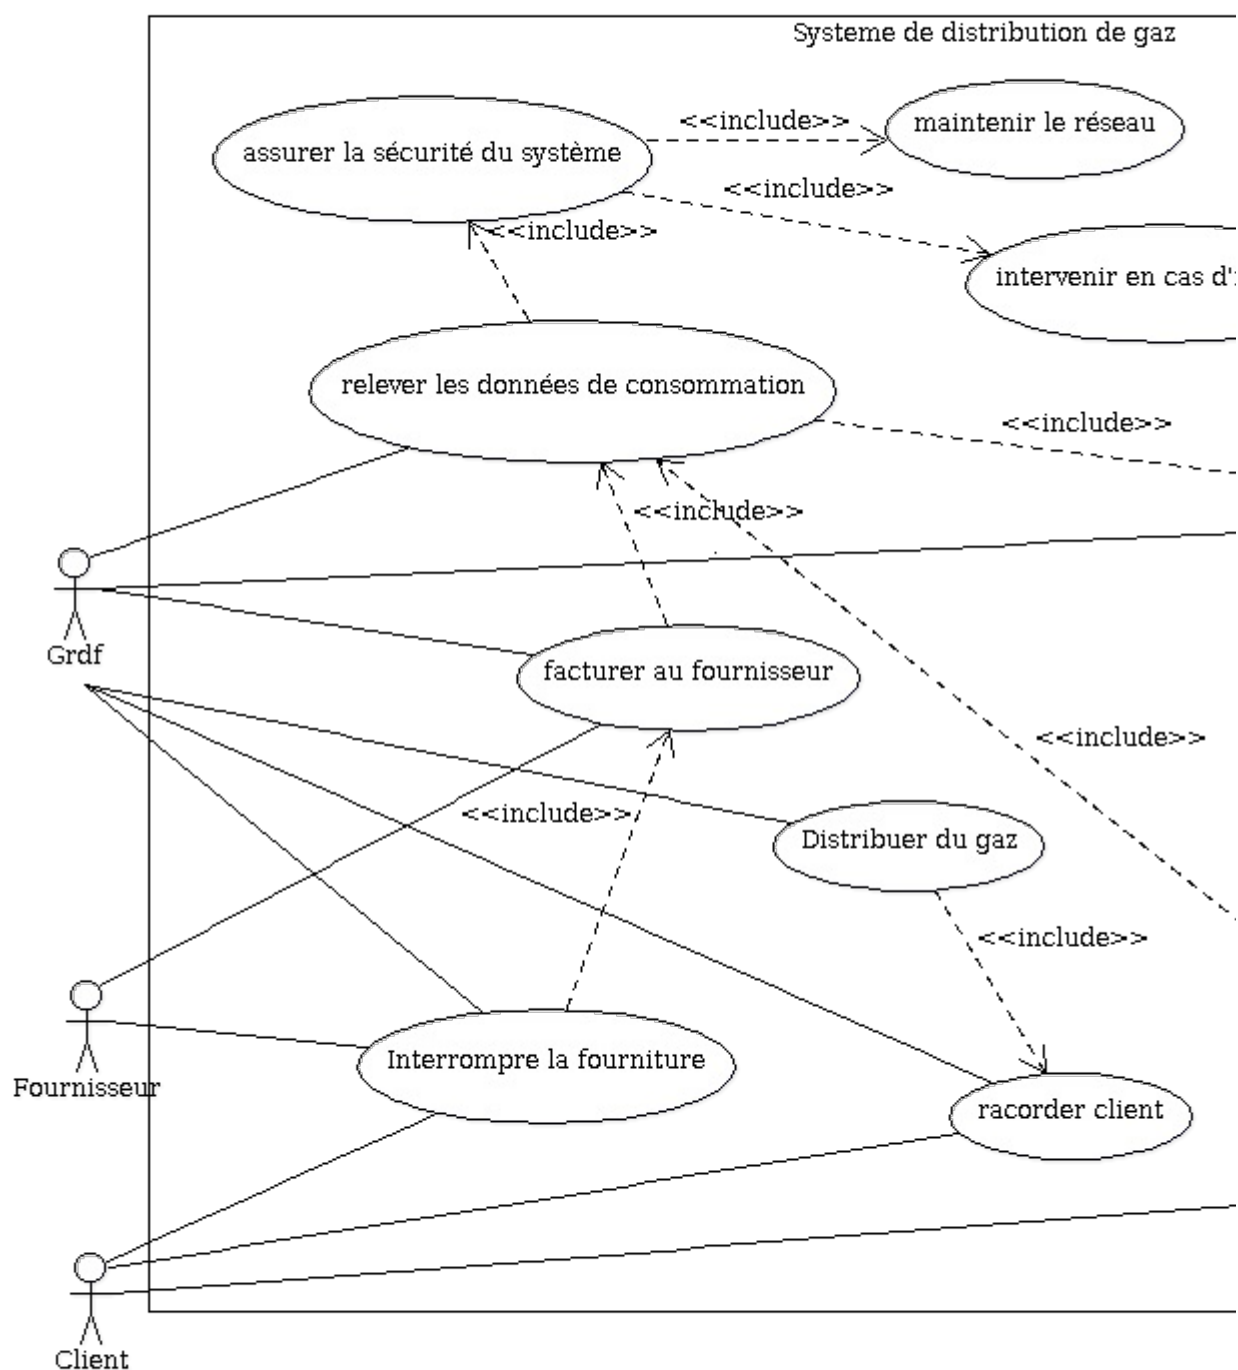 Systeme de distribution de gaz
<<include>>
maintenir le réseau
assurer la sécurité du système
<<include>>
<<include>>
intervenir en cas d'
relever les données de consommation
<<include>>
<<include>>
Grdf
facturer au fournisseur
<<include>>
<<include>>
Distribuer du gaz
<<include>>
Interrompre la fourniture
Fournisseur
racorder client
Client